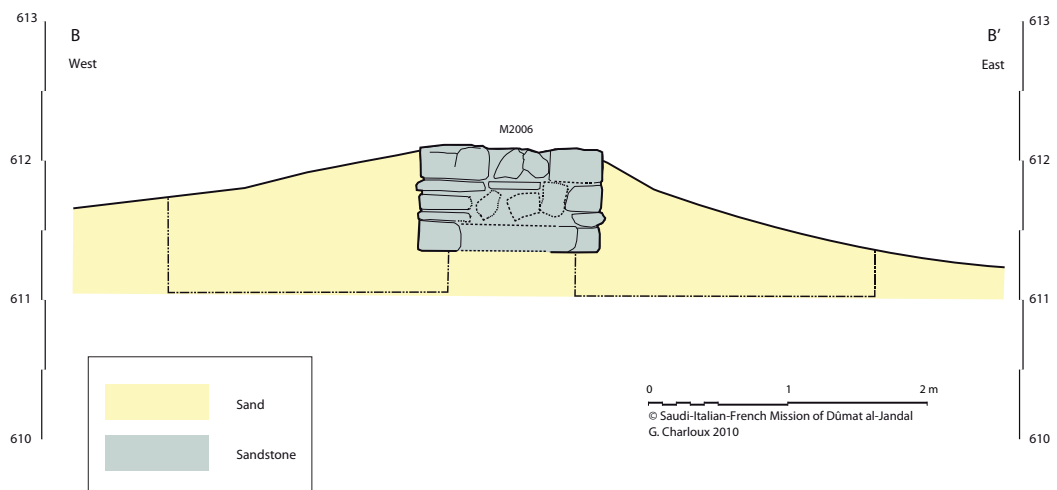 613
B
West
B’
East
613
M2006
612
612
611
611
Sand
Sandstone
0 1 2 m
© Saudi-Italian-French Mission of Dûmat al-Jandal
G. Charloux 2010
610
610